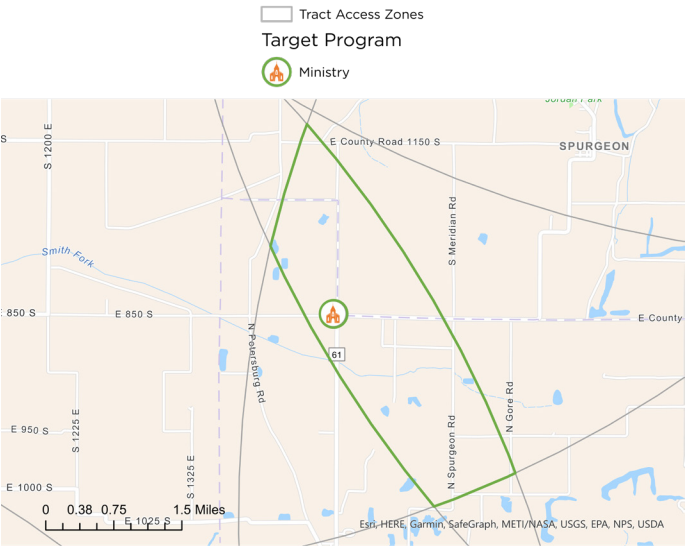 Tract Access Zones
Target Program
Ministry
Jordan Park
S
S 1200 E
E County Road 1150 S
SPURGEON
S Meridian Rd
Smith Fork
850 S
E 850 S
E County
N Petersburg Rd
61
N Gore Rd
N Spurgeon Rd
E 950 S
S 1225 E
S 1325 E
E 1000 S
0 0.38 0.75 1.5 Miles
E 1025 S
Esri, HERE, Garmin, SafeGraph, METI/NASA, USGS, EPA, NPS, USDA